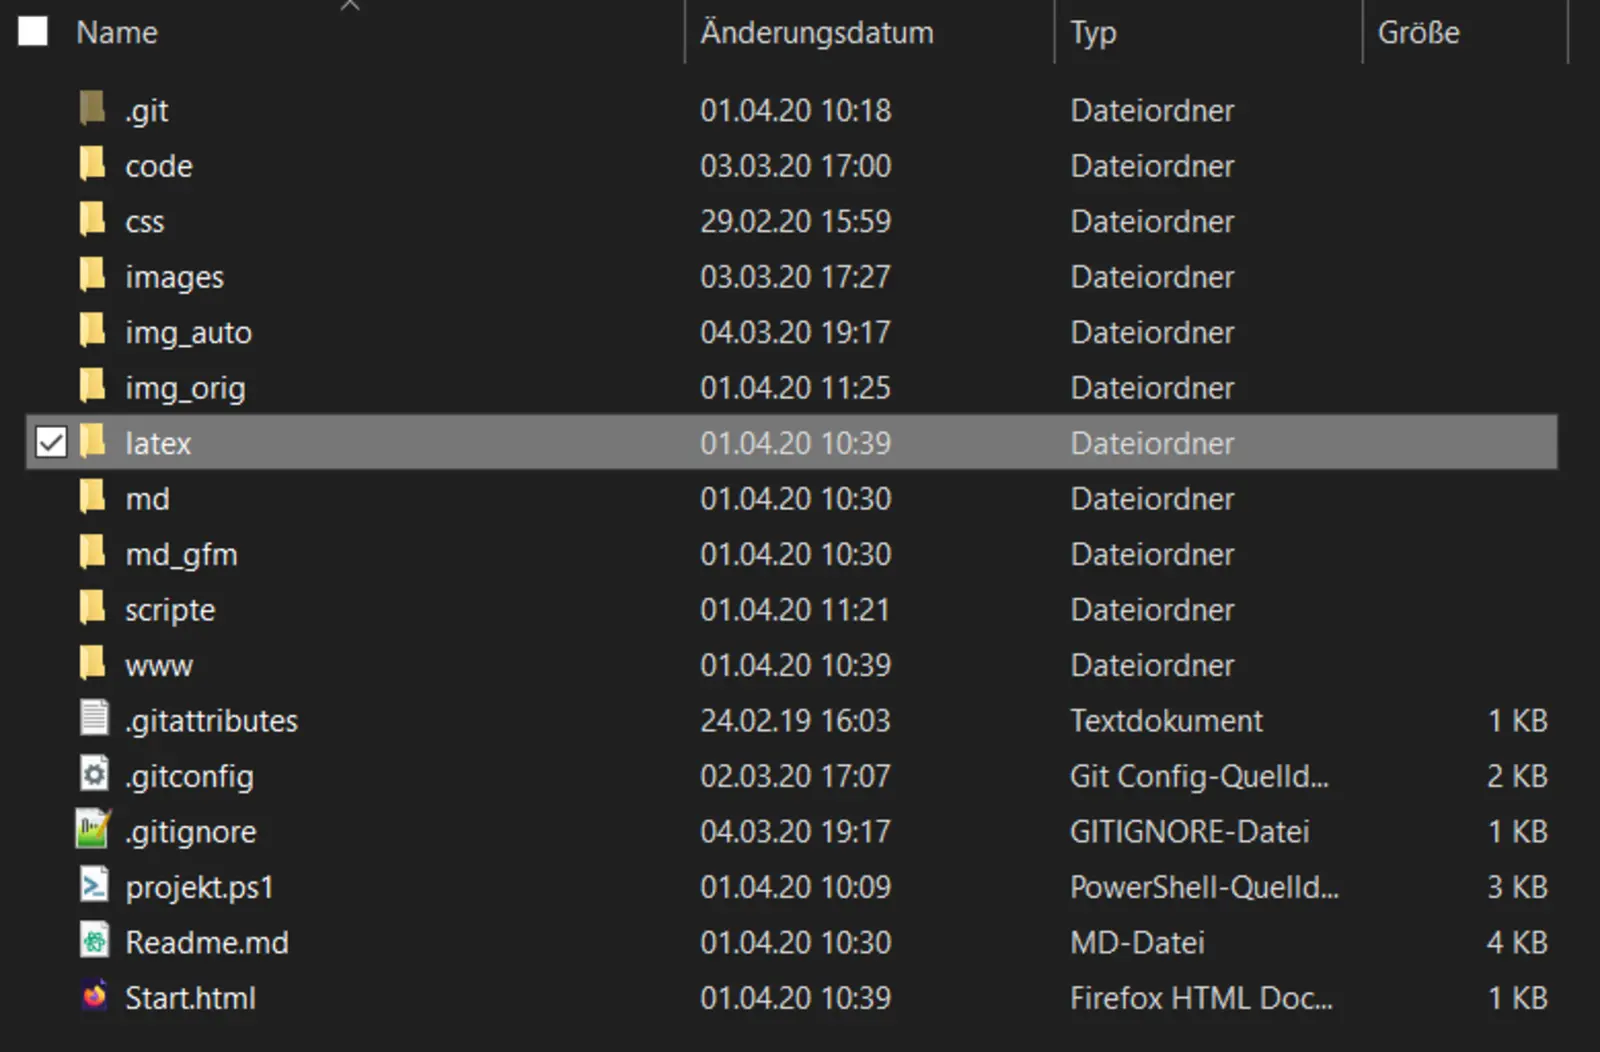 Name Änderungsdatum Typ Größe
.git 01.04.20 10:18 Dateiordner
code 03.03.20 17:00 Dateiordner
css 29.02.20 15:59 Dateiordner
images 03.03.20 17:27 Dateiordner
img_auto 04.03.20 19:17 Dateiordner
img_orig 01.04.20 11:25 Dateiordner
latex 01.04.20 10:39 Dateiordner
md 01.04.20 10:30 Dateiordner
md_gfm 01.04.20 10:30 Dateiordner
scripte 01.04.20 11:21 Dateiordner
www 01.04.20 10:39 Dateiordner
.gitattributes 24.02.19 16:03 Textdokument 1 KB
.gitconfig 02.03.20 17:07 Git Config-Quelld... 2 KB
.gitignore 04.03.20 19:17 GITIGNORE-Datei 1 KB
projekt.ps1 01.04.20 10:09 PowerShell-Quelld... 3 KB
Readme.md 01.04.20 10:30 MD-Datei 4 KB
Start.html 01.04.20 10:39 Firefox HTML Doc... 1 KB